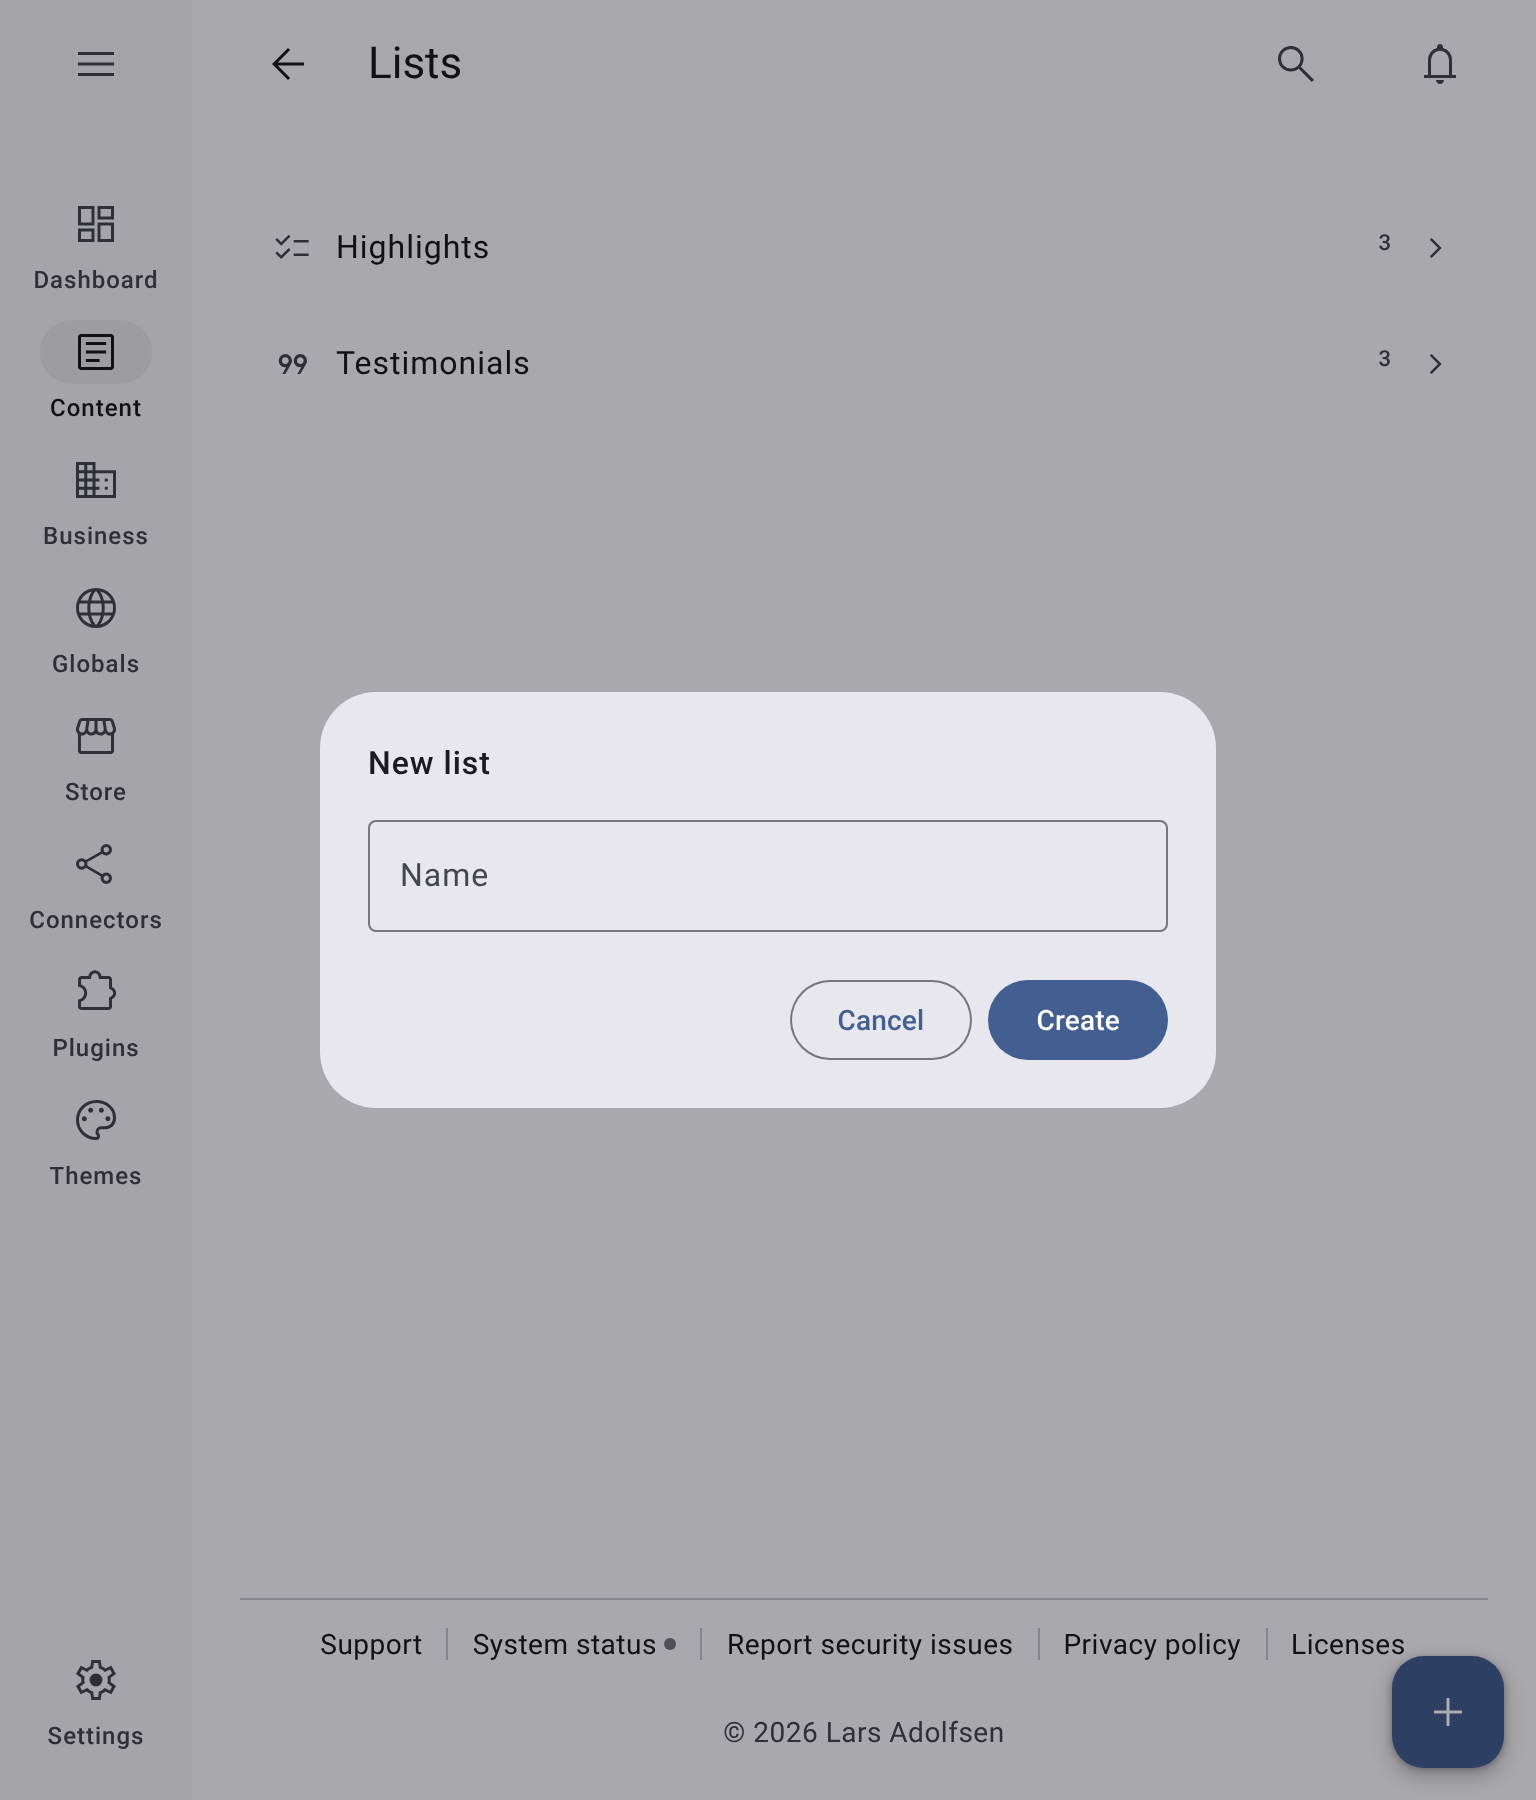 Lists
Dashboard
Content
Business
Globals
Store
Connectors
Plugins
Themes
Settings
Highlights 3
Testimonials 3
New list
Name
Cancel Create
Support System status Report security issues Privacy policy Licenses
© 2026 Lars Adolfsen